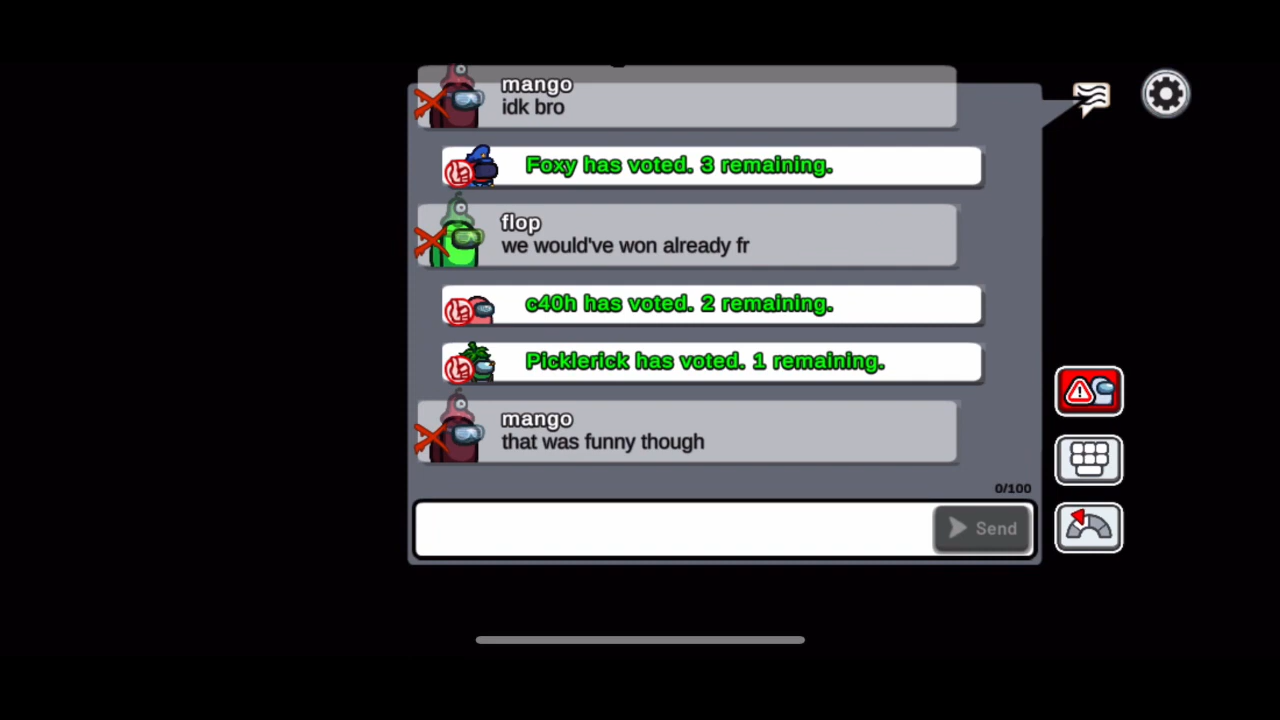 mango
idk bro
Foxy has voted. 3 remaining.
flop
we would've won already fr
c40h has voted. 2 remaining.
Picklerick has voted. 1 remaining.
mango
that was funny though
0/100
Send